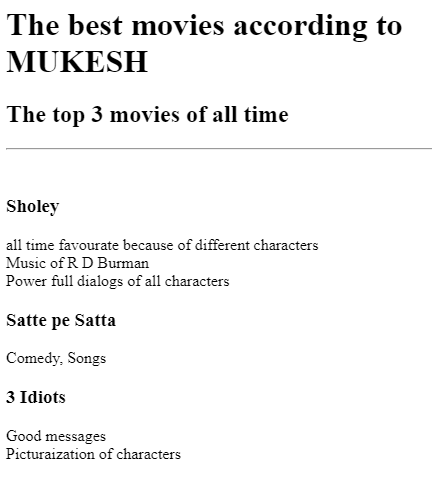 The best movies according to
MUKESH
The top 3 movies of all time
Sholey
all time favourate because of different characters
Music of R D Burman
Power full dialogs of all characters
Satte pe Satta
Comedy, Songs
3 Idiots
Good messages
Picturaization of characters